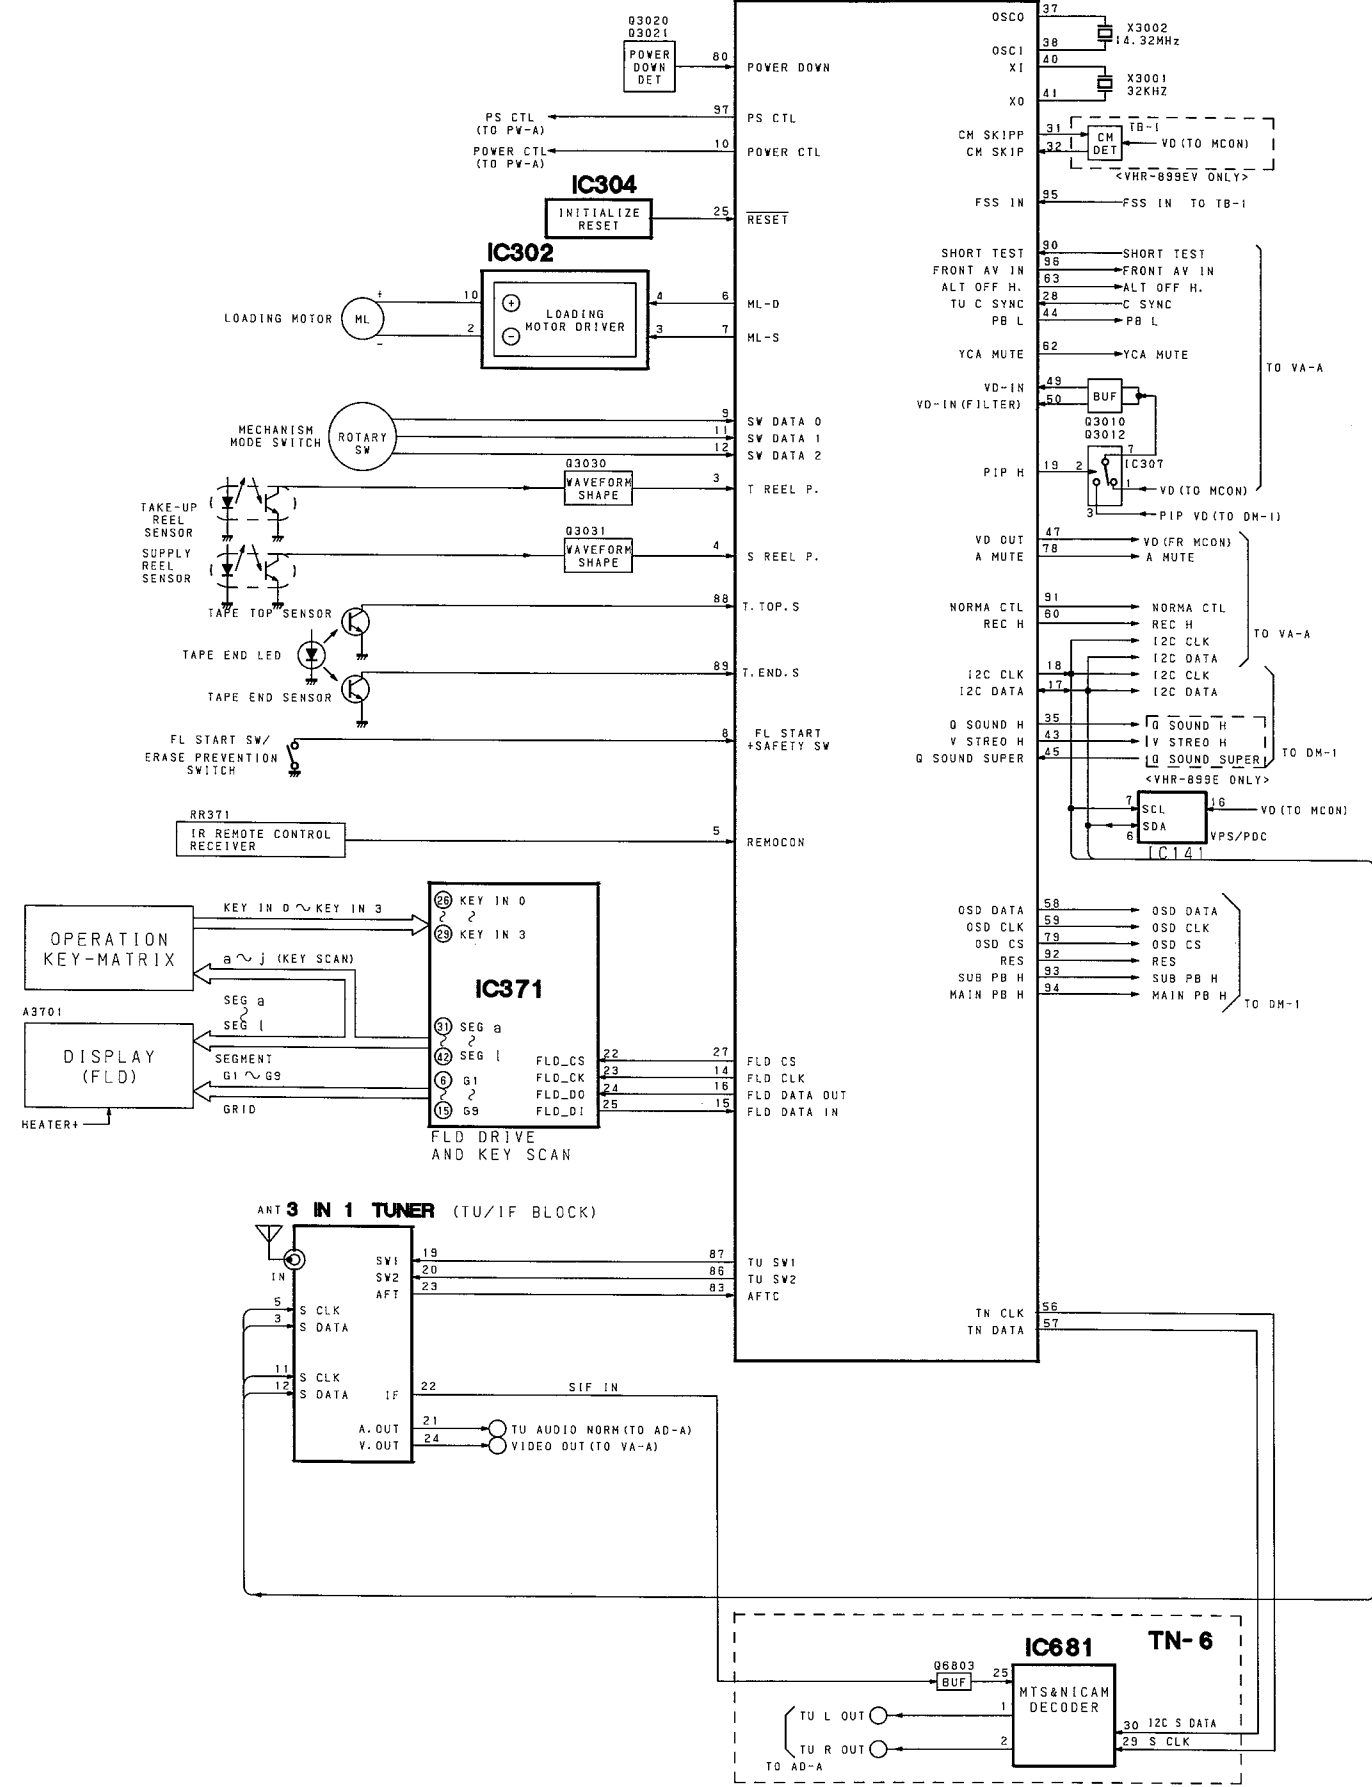 Q3020
Q3021
POWER
DOWN
DET
80
POWER DOWN
PS CTL
(TO PW-A)
97
PS CTL
POWER CTL
(TO PW-A)
10
POWER CTL
IC304
INITIALIZE
RESET
25
RESET
IC302
LOADING MOTOR
+
ML
-
10
2
+
-
LOADING
MOTOR DRIVER
4
3
6
7
ML-D
ML-S
MECHANISM
MODE SWITCH
ROTARY
SW
9
11
12
SW DATA 0
SW DATA 1
SW DATA 2
TAKE-UP
REEL
SENSOR
Q3030
WAVEFORM
SHAPE
3
T REEL P.
SUPPLY
REEL
SENSOR
Q3031
WAVEFORM
SHAPE
4
S REEL P.
TAPE TOP SENSOR
88
T.TOP.S
TAPE END LED
TAPE END SENSOR
89
T.END.S
FL START SW/
ERASE PREVENTION
SWITCH
8
FL START
+SAFETY SW
RR371
IR REMOTE CONTROL
RECEIVER
5
REMOCON
OPERATION
KEY-MATRIX
KEY IN 0 ~ KEY IN 3
a ~ j (KEY SCAN)
SEG a
~
SEG l
A3701
DISPLAY
(FLD)
SEGMENT
G1 ~ G9
GRID
HEATER+
26 KEY IN 0
~ ~
29 KEY IN 3
IC371
31 SEG a
~ ~
42 SEG l
6 G1
~ ~
15 G9
FLD_CS
FLD_CK
FLD_DO
FLD_DI
22
23
24
25
27
14
16
15
FLD CS
FLD CLK
FLD DATA OUT
FLD DATA IN
FLD DRIVE
AND KEY SCAN
ANT
3 IN 1 TUNER (TU/IF BLOCK)
IN
SW1
SW2
AFT
19
20
23
87
86
83
TU SW1
TU SW2
AFTC
5
3
S CLK
S DATA
11
12
S CLK
S DATA
IF
22
SIF IN
A.OUT
V.OUT
21
24
TU AUDIO NORM(TO AD-A)
VIDEO OUT(TO VA-A)
OSCO
37
OSCI
38
X3002
14.32MHz
XI
40
XO
41
X3001
32KHZ
CM SKIPP
31
CM SKIP
32
TB-1
CM
DET
VD(TO MCON)
<VHR-899EV ONLY>
FSS IN
95
FSS IN TO TB-1
SHORT TEST
90
SHORT TEST
FRONT AV IN
96
FRONT AV IN
ALT OFF H.
63
ALT OFF H.
TU C SYNC
28
C SYNC
PB L
44
PB L
YCA MUTE
62
YCA MUTE
TO VA-A
VD-IN
49
VD-IN(FILTER)
50
BUF
Q3010
Q3012
PIP H
19
2
7
IC307
1
VD(TO MCON)
3
PIP VD(TO DM-1)
VD OUT
47
VD(FR MCON)
A MUTE
78
A MUTE
NORMA CTL
91
NORMA CTL
REC H
60
REC H
I2C CLK
I2C DATA
TO VA-A
I2C CLK
18
I2C CLK
I2C DATA
17
I2C DATA
Q SOUND H
35
Q SOUND H
V STREO H
43
V STREO H
Q SOUND SUPER
45
Q SOUND SUPER
TO DM-1
<VHR-899E ONLY>
7
SCL
SDA
6
16
VD(TO MCON)
VPS/PDC
IC141
OSD DATA
58
OSD DATA
OSD CLK
59
OSD CLK
OSD CS
79
OSD CS
RES
92
RES
SUB PB H
93
SUB PB H
MAIN PB H
94
MAIN PB H
TO DM-1
TN CLK
56
TN DATA
57
IC681
TN-6
Q6803
BUF
25
MTS&NICAM
DECODER
TU L OUT
1
TU R OUT
2
TO AD-A
30 I2C S DATA
29 S CLK